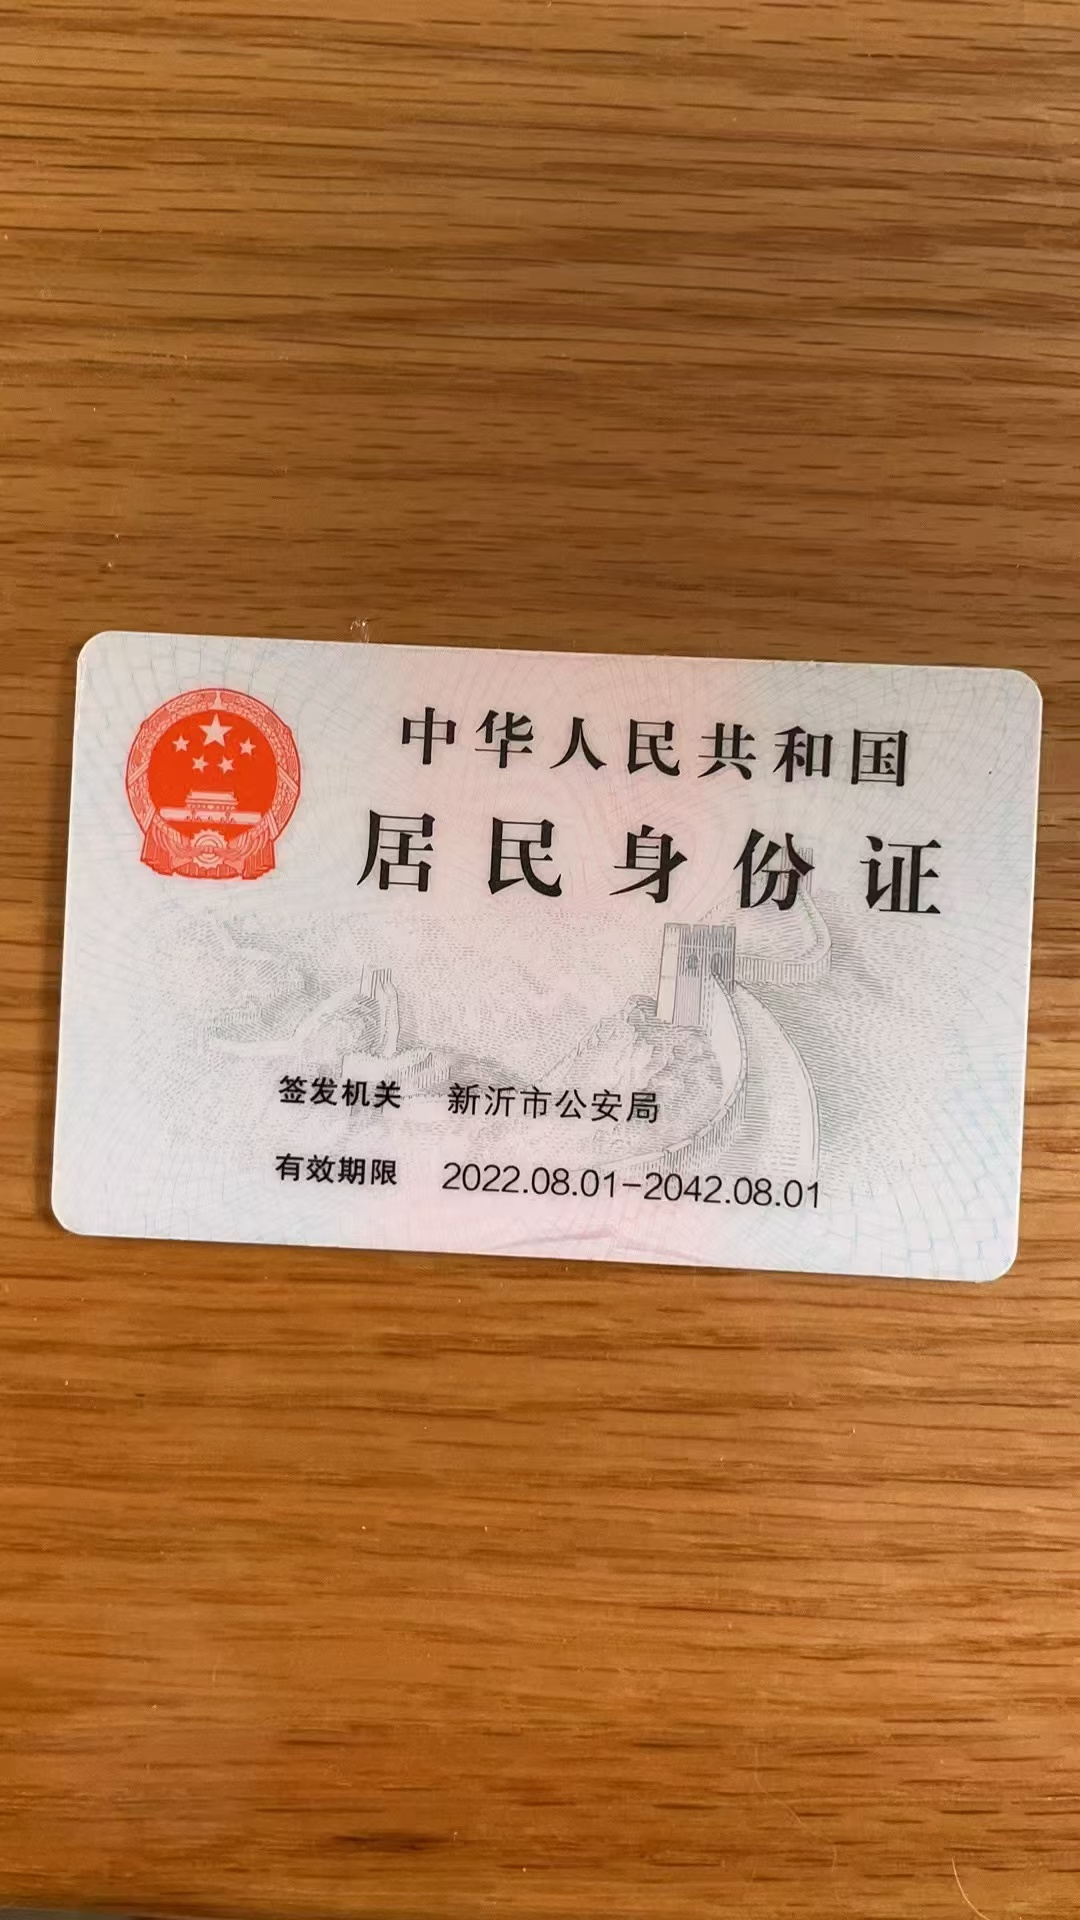 中华人民共和国
居民身份证
签发机关 新沂市公安局
有效期限 2022.08.01-2042.08.01